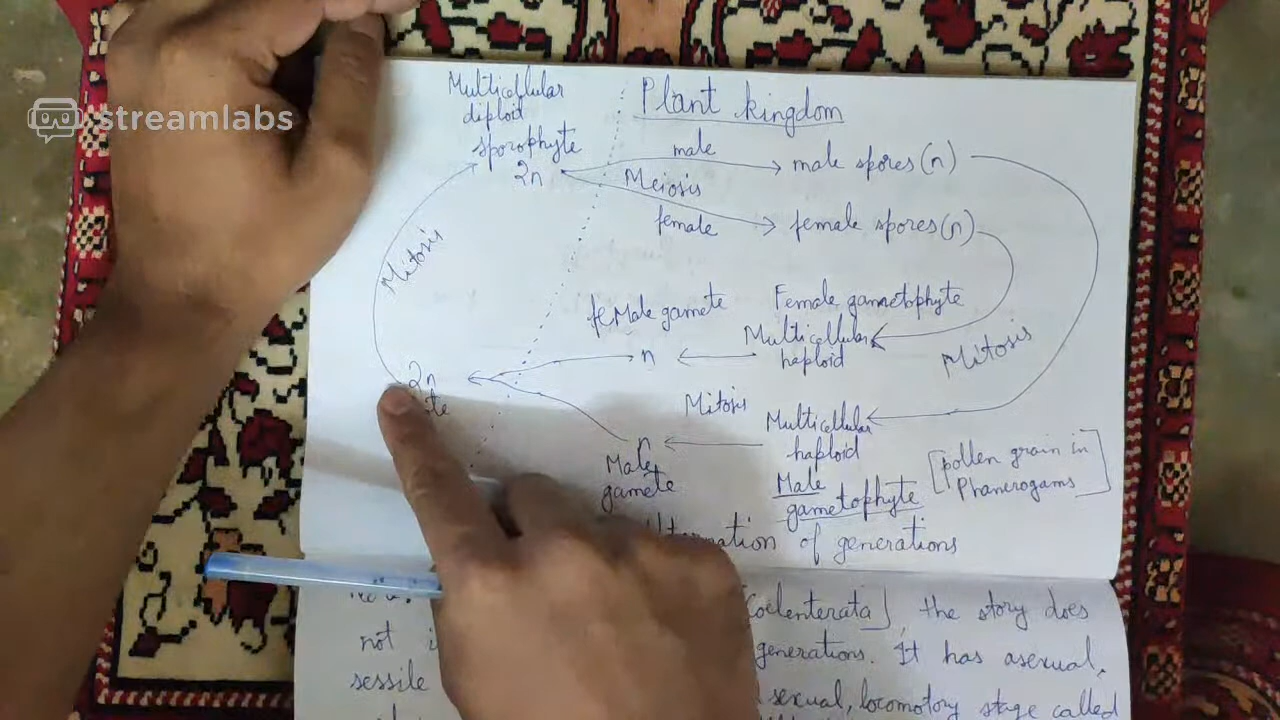 streamlabs
Plant kingdom
Multicellular
diploid
sporophyte
2n
male
male spores (n)
Meiosis
female
female spores (n)
Mitosis
feMale gamete
Female gametophyte
n
Multicellular
haploid
Mitosis
2n
Mitosis
Multicellular
haploid
n
Male
gamete
Male
gametophyte
[pollen grain in
Phanerogams]
of generations
Coelenterata], the story does
not
generations. It has asexual,
sessile
sexual, locomotory stage called